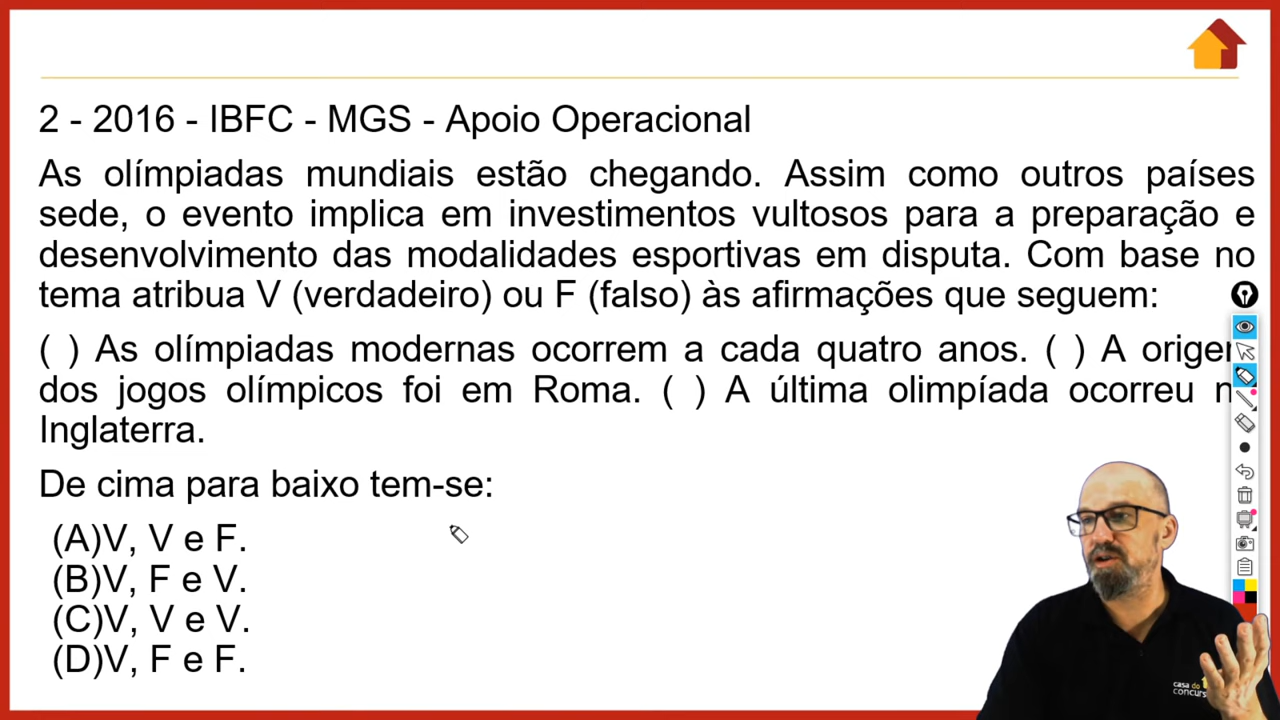 2 - 2016 - IBFC - MGS - Apoio Operacional
As olímpiadas mundiais estão chegando. Assim como outros países
sede, o evento implica em investimentos vultosos para a preparação e
desenvolvimento das modalidades esportivas em disputa. Com base no
tema atribua V (verdadeiro) ou F (falso) às afirmações que seguem:
( ) As olímpiadas modernas ocorrem a cada quatro anos. ( ) A
dos jogos olímpicos foi em Roma. ( ) A última olimpíada ocorreu
Inglaterra.
De cima para baixo tem-se:
(A)V, V e F.
(B)V, F e V.
(C)V, V e V.
(D)V, F e F.
casa do